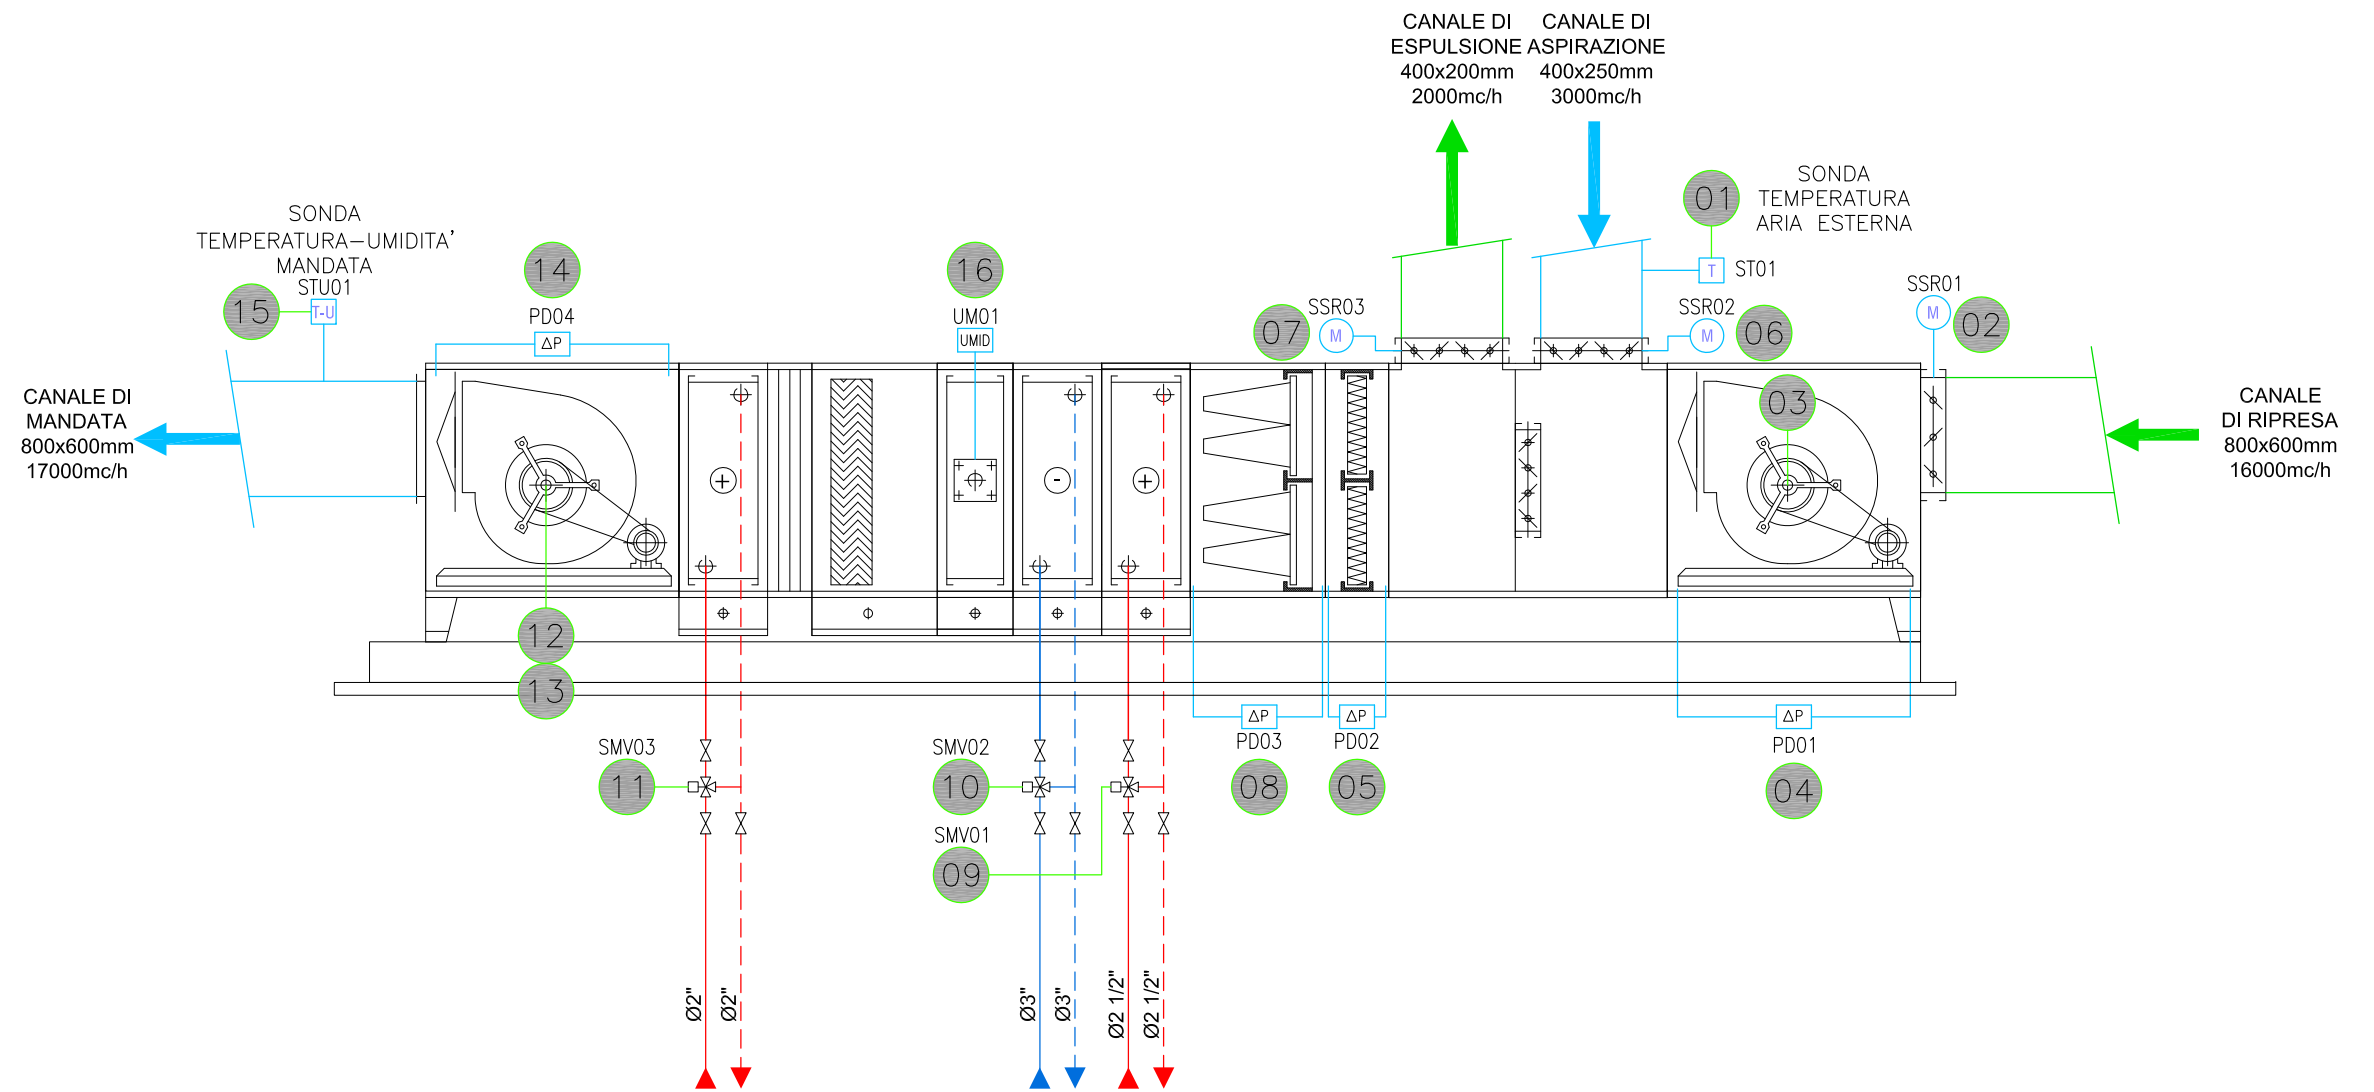 CANALE DI
ESPULSIONE
400x200mm
2000mc/h
CANALE DI
ASPIRAZIONE
400x250mm
3000mc/h
01
SONDA
TEMPERATURA
ARIA ESTERNA
T
ST01
SONDA
TEMPERATURA-UMIDITA'
MANDATA
STU01
15
T-U
14
PD04
ΔP
16
UM01
UMID
07
SSR03
M
SSR02
M
06
SSR01
M
02
CANALE DI
MANDATA
800x600mm
17000mc/h
03
CANALE
DI RIPRESA
800x600mm
16000mc/h
+
-
+
12
13
ΔP
PD03
08
ΔP
PD02
05
ΔP
PD01
04
SMV03
11
SMV02
10
SMV01
09
Ø2"
Ø2"
Ø3"
Ø3"
Ø2 1/2"
Ø2 1/2"